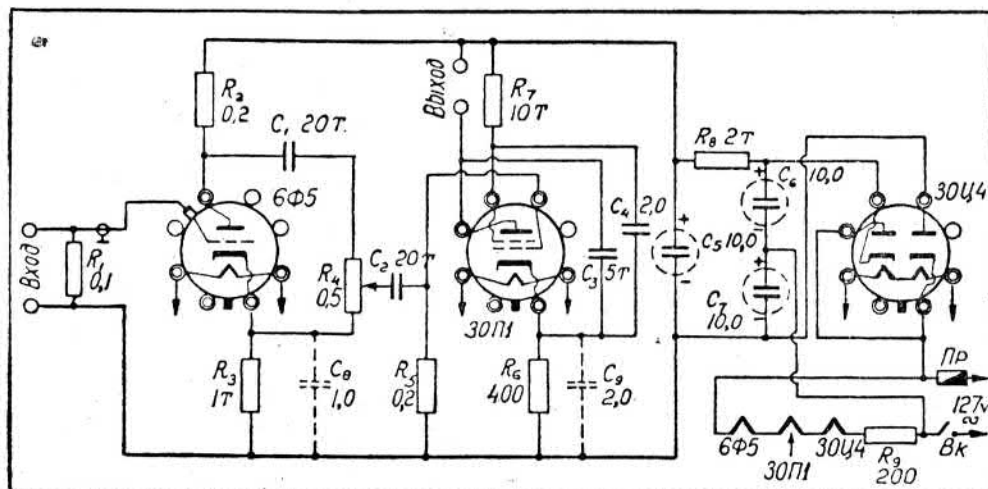 Вход
R₁
0,1
R₂
0,2
C₁ 20т.
6Ф5
R₃
1т
C₈
1,0
R₄
0,5
C₂ 20т
R₅
0,2
Выход
R₇
10т
30П1
R₆
400
C₃ 5т
C₄ 2,0
C₉
2,0
+
C₅ 10,0
-
R₈ 2т
+
C₆ 10,0
-
+
C₇
10,0
-
30Ц4
ПР
127v
~
Вк
6Ф5
30П1
30Ц4
R₉
200